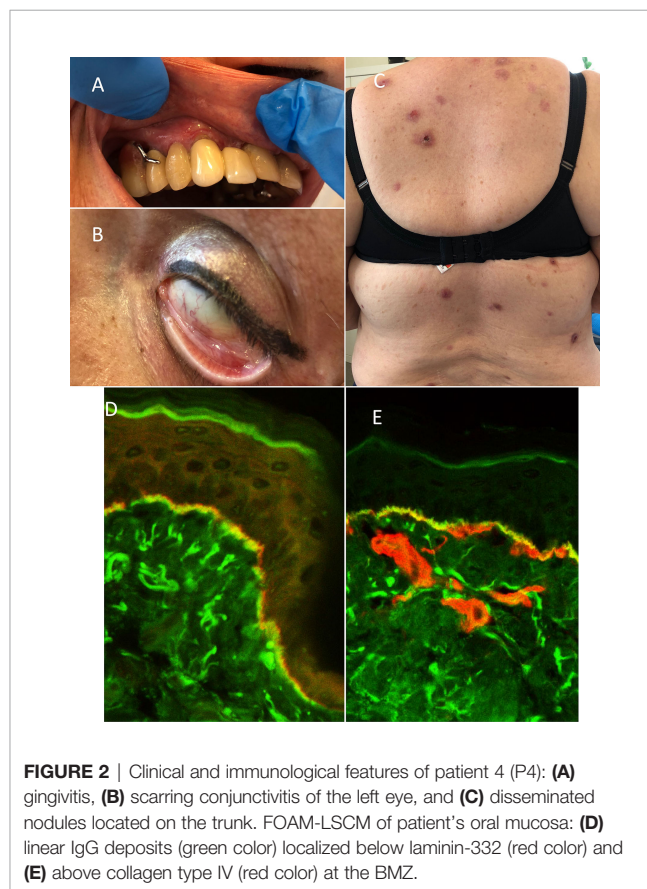 A
B
C
D
E
FIGURE 2 | Clinical and immunological features of patient 4 (P4): (A)
gingivitis, (B) scarring conjunctivitis of the left eye, and (C) disseminated
nodules located on the trunk. FOAM-LSCM of patient's oral mucosa: (D)
linear IgG deposits (green color) localized below laminin-332 (red color) and
(E) above collagen type IV (red color) at the BMZ.